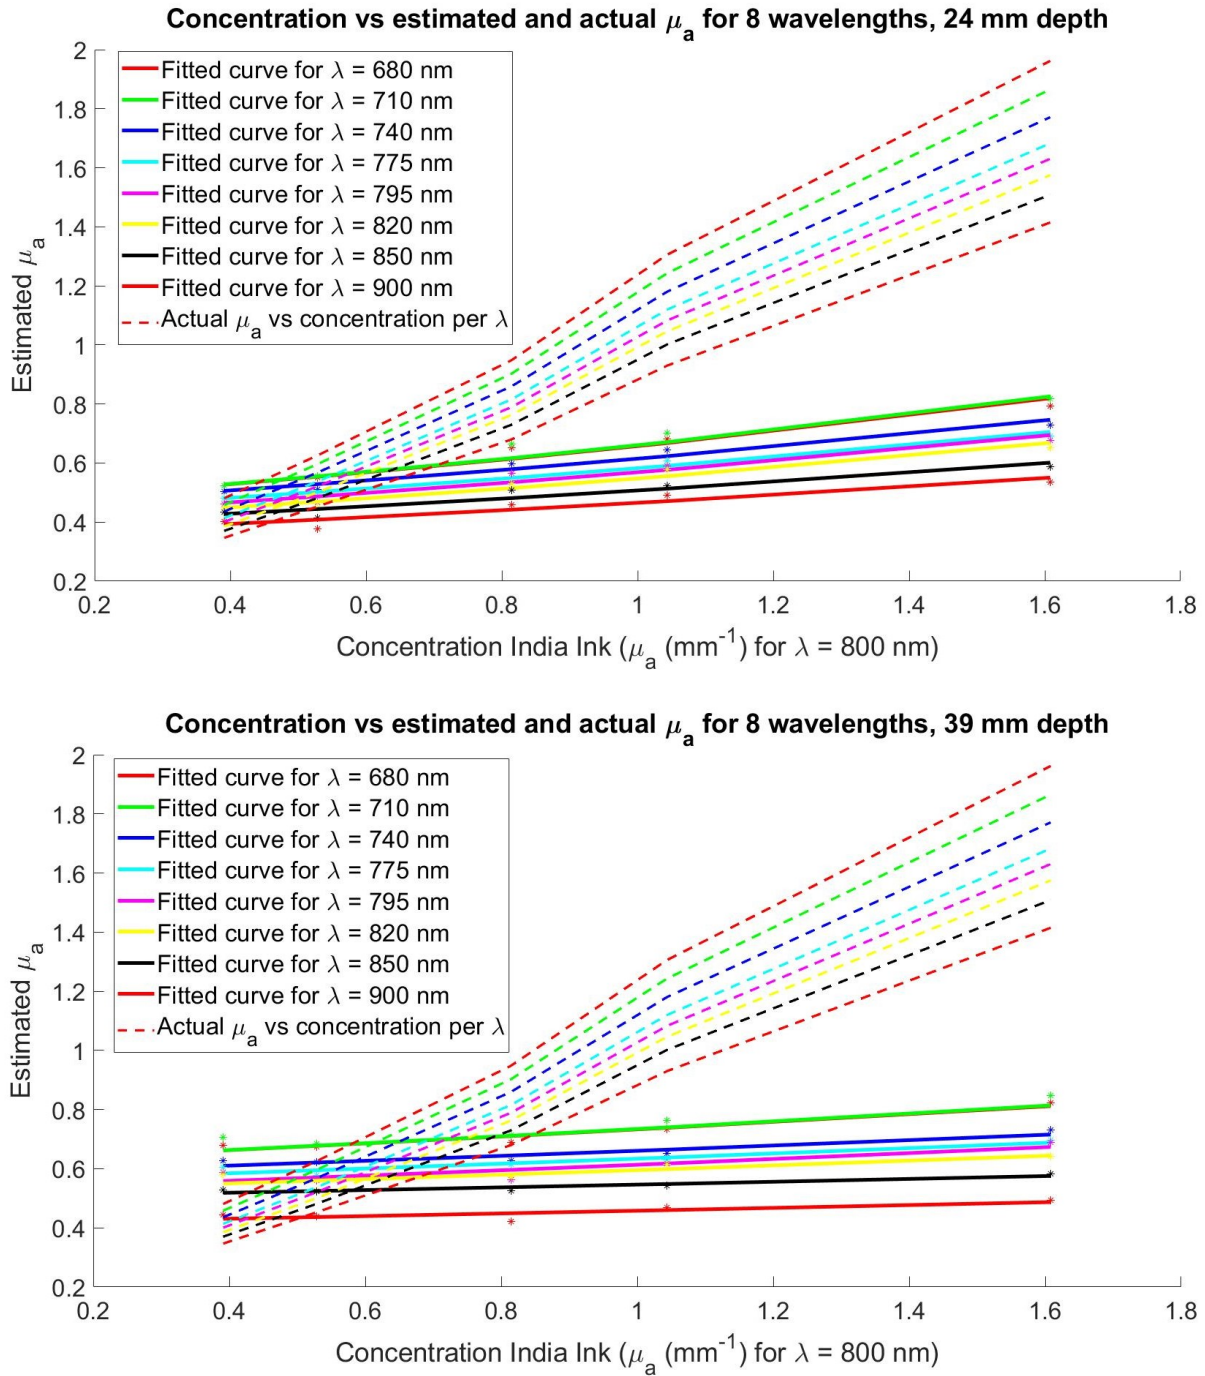 Concentration vs estimated and actual μa for 8 wavelengths, 24 mm depth
2
1.8
1.6
1.4
1.2
1
0.8
0.6
0.4
0.2
Estimated μa
Fitted curve for λ = 680 nm
Fitted curve for λ = 710 nm
Fitted curve for λ = 740 nm
Fitted curve for λ = 775 nm
Fitted curve for λ = 795 nm
Fitted curve for λ = 820 nm
Fitted curve for λ = 850 nm
Fitted curve for λ = 900 nm
Actual μa vs concentration per λ
0.2 0.4 0.6 0.8 1 1.2 1.4 1.6 1.8
Concentration India Ink (μa (mm-1) for λ = 800 nm)
Concentration vs estimated and actual μa for 8 wavelengths, 39 mm depth
2
1.8
1.6
1.4
1.2
1
0.8
0.6
0.4
0.2
Estimated μa
Fitted curve for λ = 680 nm
Fitted curve for λ = 710 nm
Fitted curve for λ = 740 nm
Fitted curve for λ = 775 nm
Fitted curve for λ = 795 nm
Fitted curve for λ = 820 nm
Fitted curve for λ = 850 nm
Fitted curve for λ = 900 nm
Actual μa vs concentration per λ
0.2 0.4 0.6 0.8 1 1.2 1.4 1.6 1.8
Concentration India Ink (μa (mm-1) for λ = 800 nm)